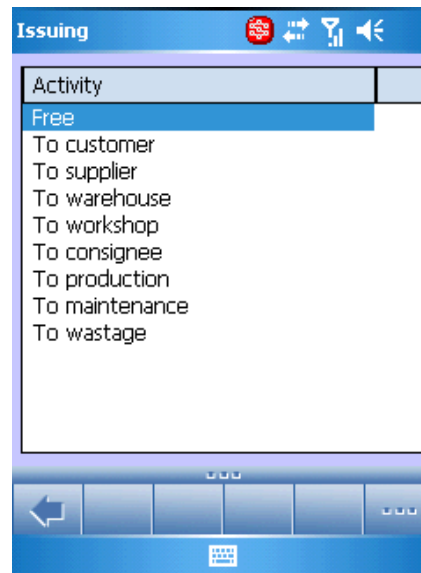 Issuing
Activity
Free
To customer
To supplier
To warehouse
To workshop
To consignee
To production
To maintenance
To wastage